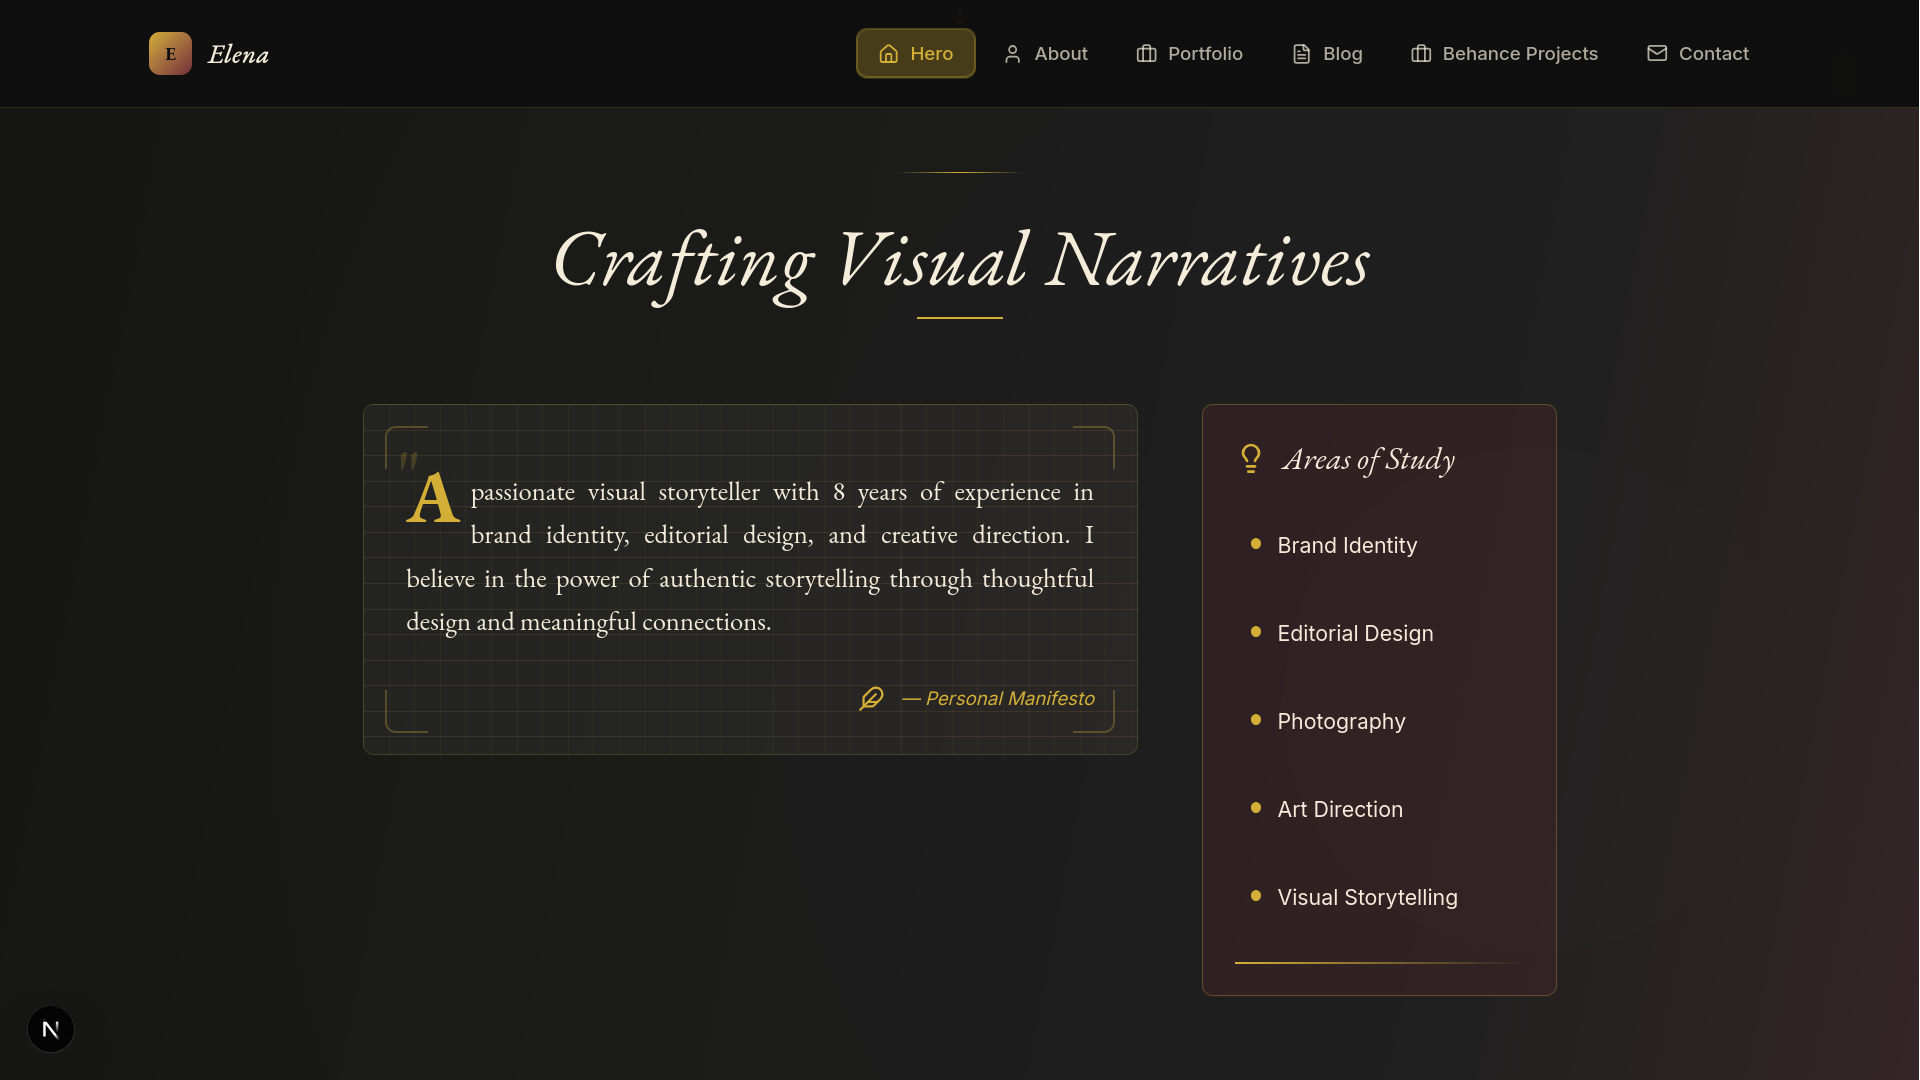 E
Elena
Hero
About
Portfolio
Blog
Behance Projects
Contact
Crafting Visual Narratives
"
A passionate visual storyteller with 8 years of experience in
brand identity, editorial design, and creative direction. I
believe in the power of authentic storytelling through thoughtful
design and meaningful connections.
— Personal Manifesto
Areas of Study
Brand Identity
Editorial Design
Photography
Art Direction
Visual Storytelling
N